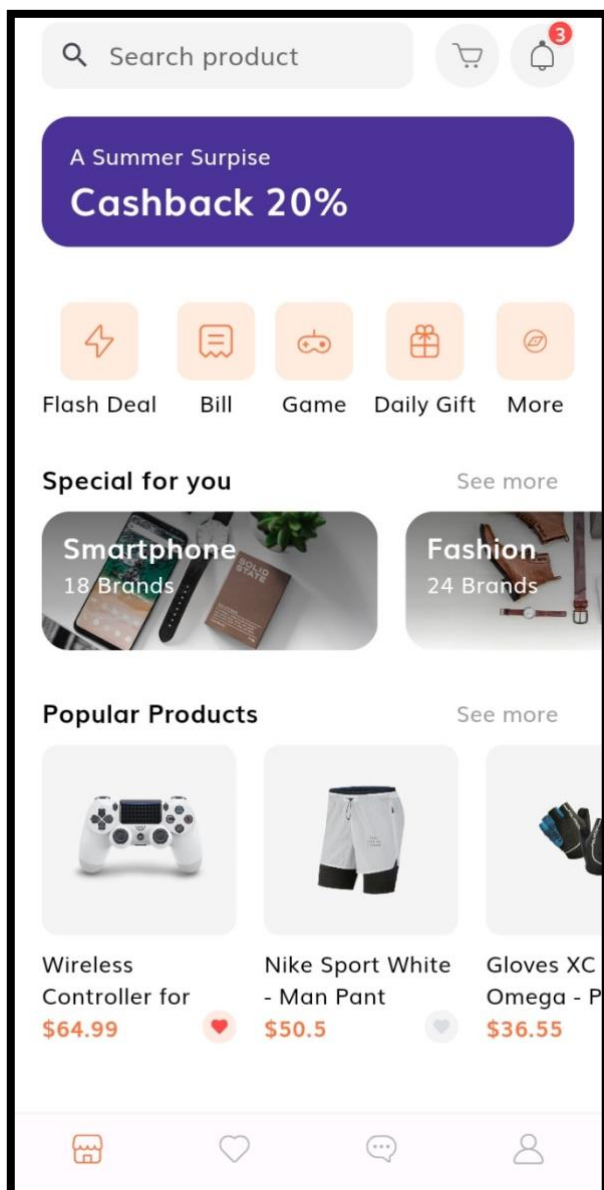 Search product
3
A Summer Surpise
Cashback 20%
Flash Deal Bill Game Daily Gift More
Special for you See more
Smartphone Fashion
18 Brands 24 Brands
SOLID
STATE
Popular Products See more
Wireless Nike Sport White Gloves XC
Controller for - Man Pant Omega - P
$64.99 $50.5 $36.55